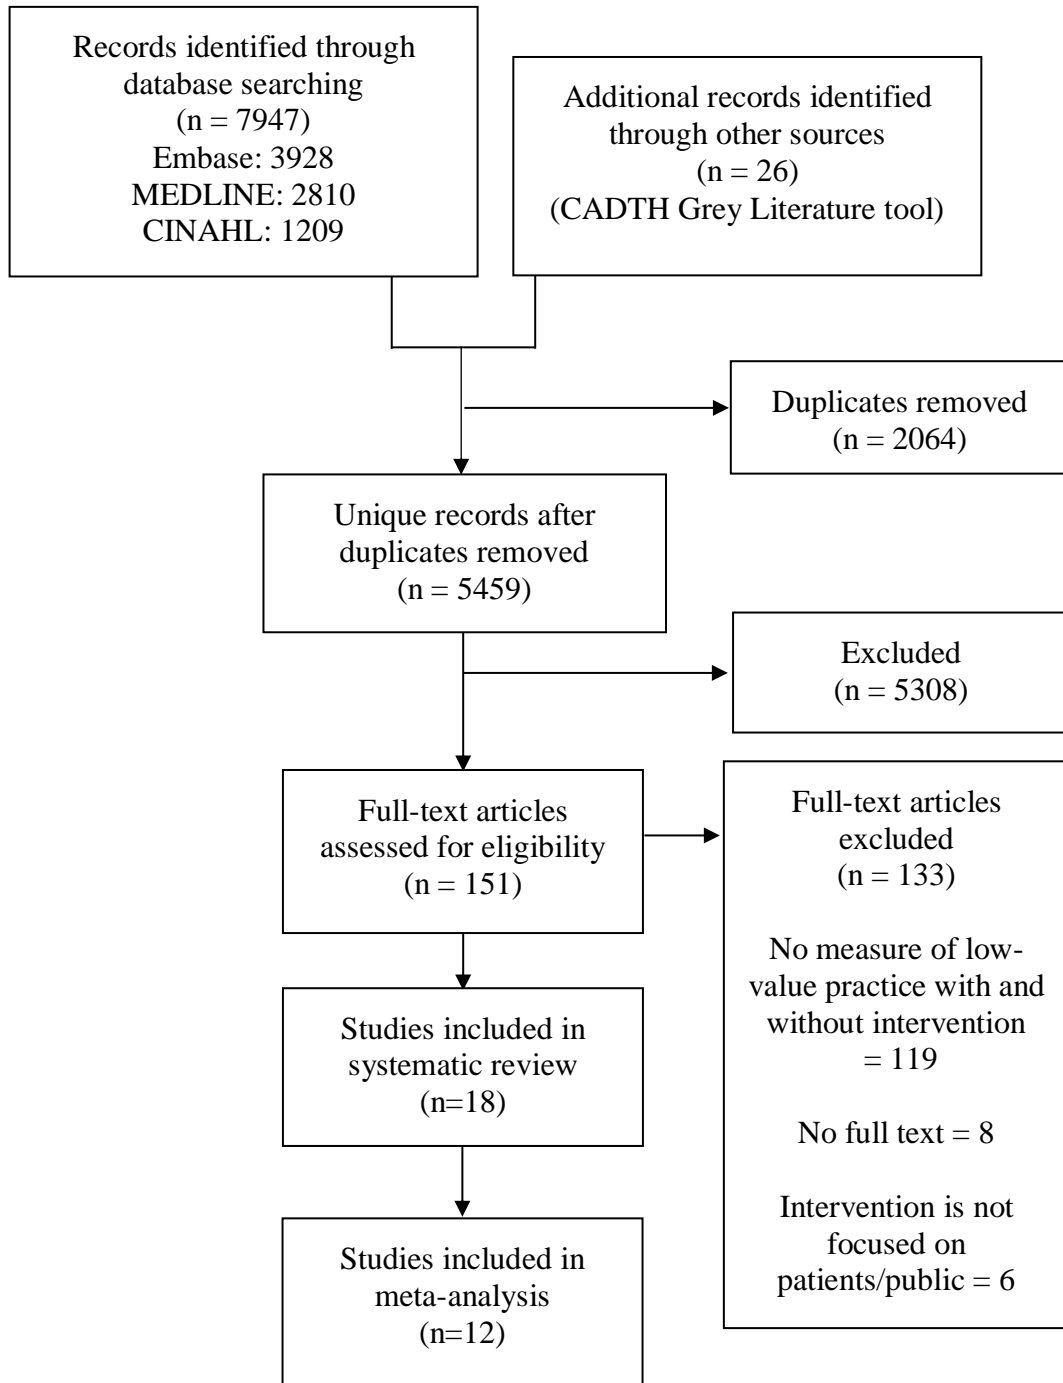 Records identified through
database searching
(n = 7947)
Embase: 3928
MEDLINE: 2810
CINAHL: 1209
Additional records identified
through other sources
(n = 26)
(CADTH Grey Literature tool)
Duplicates removed
(n = 2064)
Unique records after
duplicates removed
(n = 5459)
Excluded
(n = 5308)
Full-text articles
assessed for eligibility
(n = 151)
Full-text articles
excluded
(n = 133)
No measure of low-
value practice with and
without intervention
= 119
No full text = 8
Intervention is not
focused on
patients/public = 6
Studies included in
systematic review
(n=18)
Studies included in
meta-analysis
(n=12)